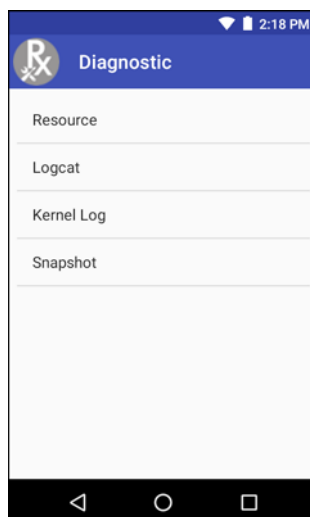 2:18 PM
Rx
Diagnostic
Resource
Logcat
Kernel Log
Snapshot